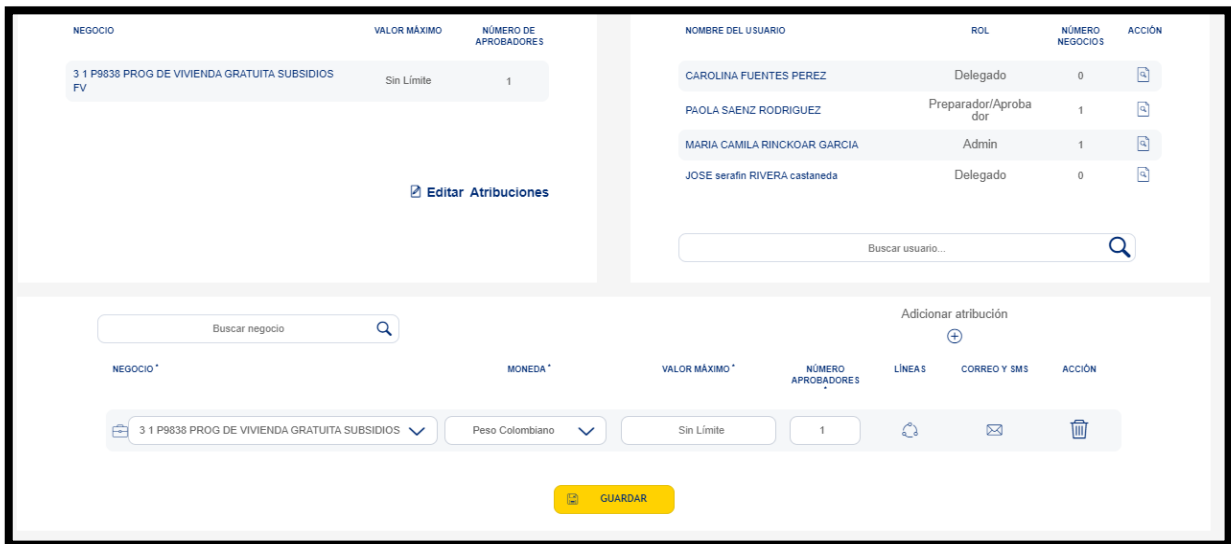 NEGOCIO VALOR MÁXIMO NÚMERO DE APROBADORES
3 1 P9838 PROG DE VIVIENDA GRATUITA SUBSIDIOS FV Sin Límite 1
Editar Atribuciones
NOMBRE DEL USUARIO ROL NÚMERO NEGOCIOS ACCIÓN
CAROLINA FUENTES PEREZ Delegado 0
PAOLA SAENZ RODRIGUEZ Preparador/Aprobador 1
MARIA CAMILA RINCKOAR GARCIA Admin 1
JOSE serafin RIVERA castaneda Delegado 0
Buscar usuario...
Buscar negocio
Adicionar atribución
NEGOCIO * MONEDA * VALOR MÁXIMO * NÚMERO APROBADORES * LÍNEAS CORREO Y SMS ACCIÓN
3 1 P9838 PROG DE VIVIENDA GRATUITA SUBSIDIOS Peso Colombiano Sin Límite 1
GUARDAR